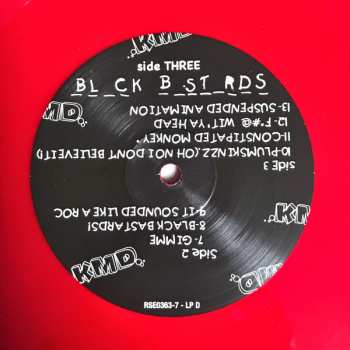 side THREE
BL_CK B_ST_RDS
Side 2
7-GIMME
8-BLACK BASTARDS!
9-IT SOUNDED LIKE A ROC
side 3
10-PLUMSKINZZ.(OH NO I DON'T BELIEVE IT!)
11-CONSTIPATED MONKEY
12-F*#@ WIT' YA HEAD
13-SUSPENDED ANIMATION
KMD
KMD
KMD
KMD
RSE0363-7 - LP D